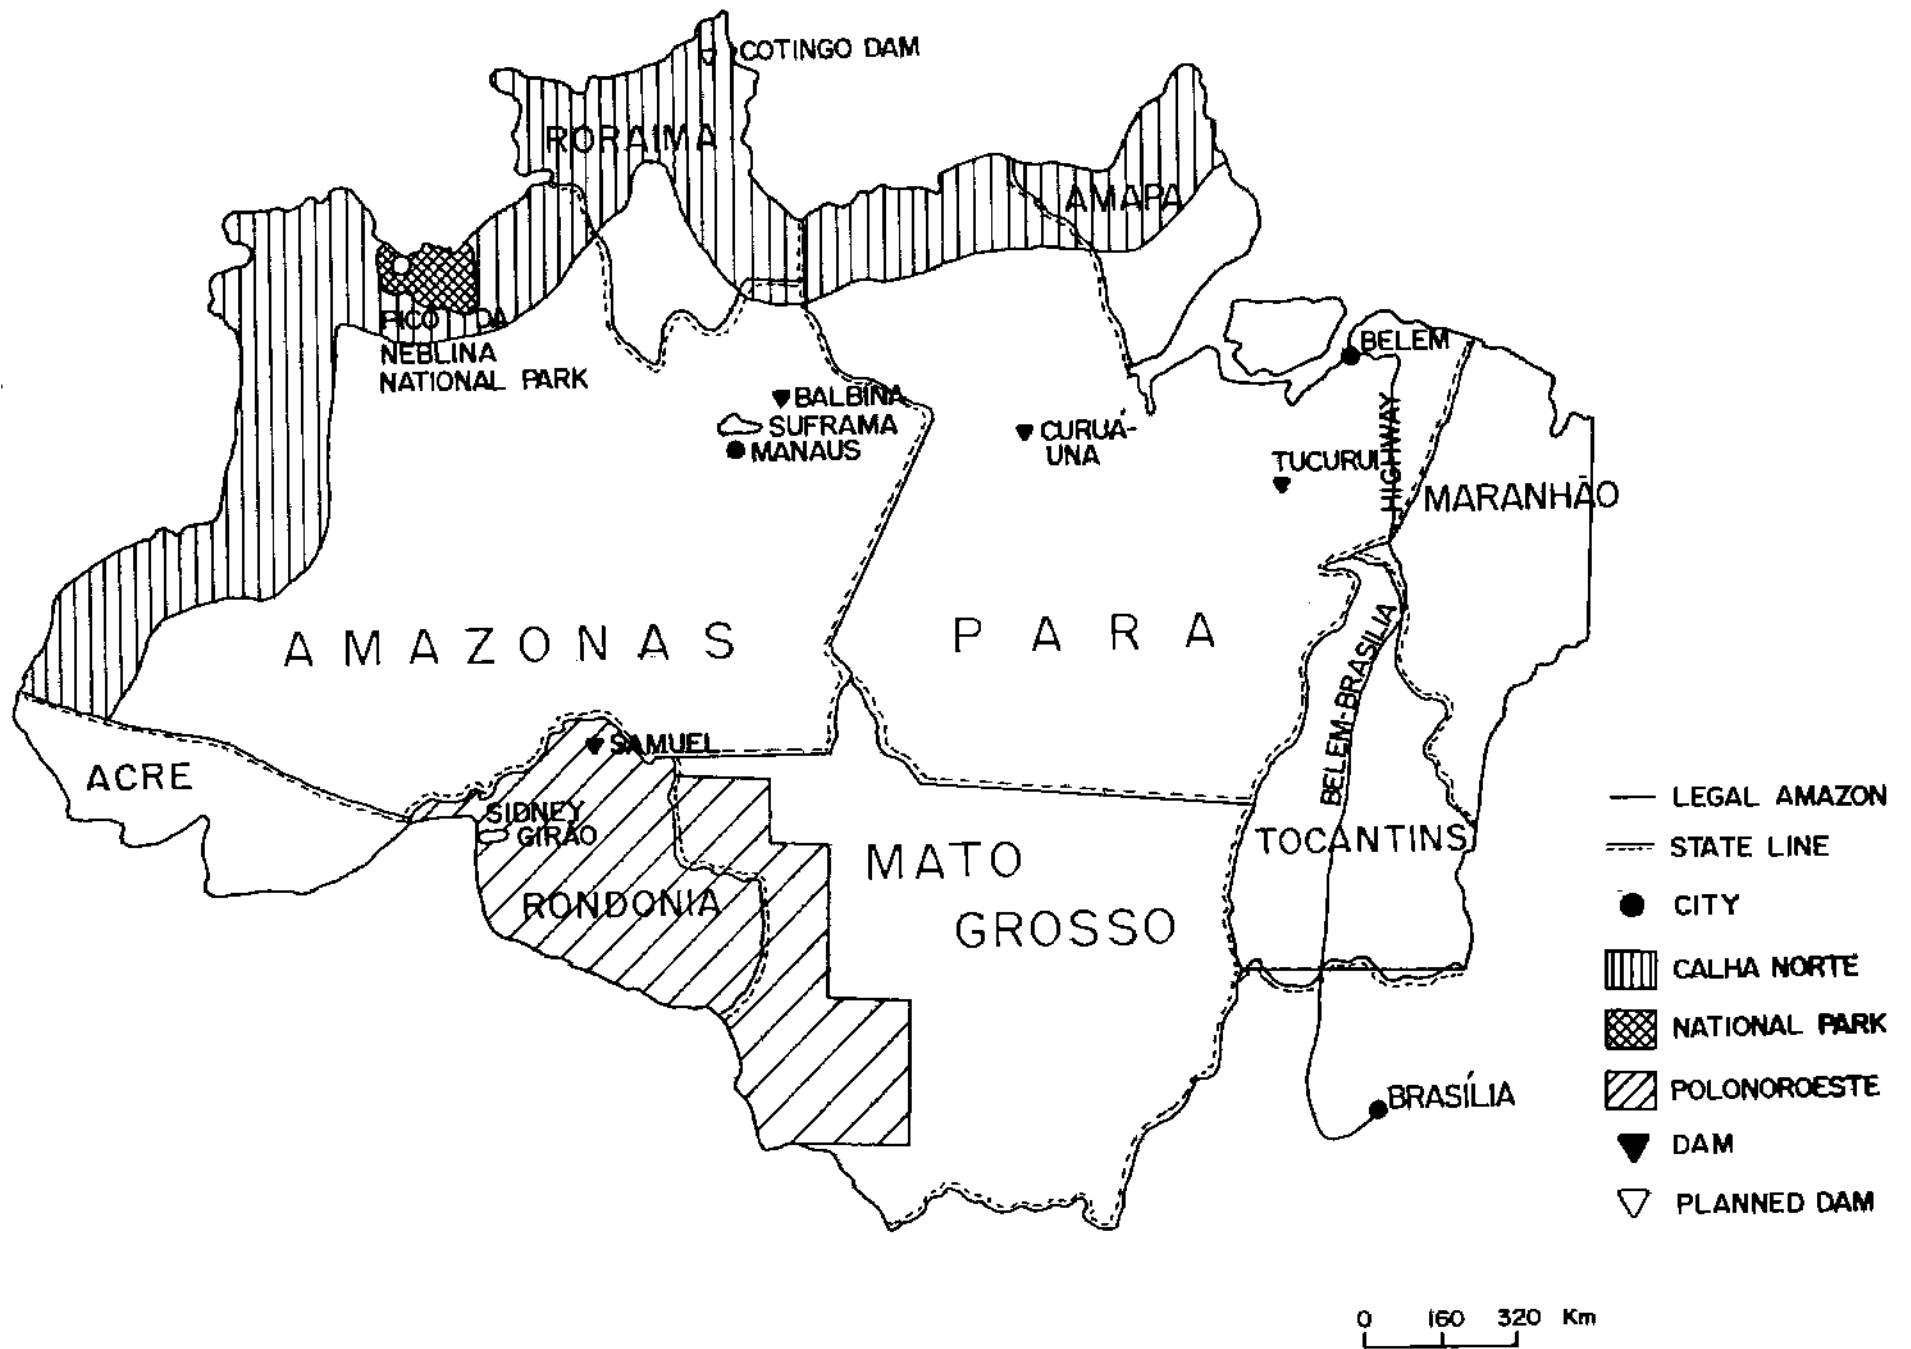 COTINGO DAM
RORAIMA
AMAPA
PICO DA
NEBLINA
NATIONAL PARK
BELEM
BALBINA
SUFRAMA
MANAUS
CURUÁ-
UNA
TUCURUI
HIGHWAY
MARANHÃO
AMAZONAS
PARA
BELEM-BRASILIA
SAMUEL
ACRE
SIDNEY
GIRÃO
RONDONIA
MATO
GROSSO
TOCANTINS
BRASÍLIA
LEGAL AMAZON
STATE LINE
CITY
CALHA NORTE
NATIONAL PARK
POLONOROESTE
DAM
PLANNED DAM
0 160 320 Km